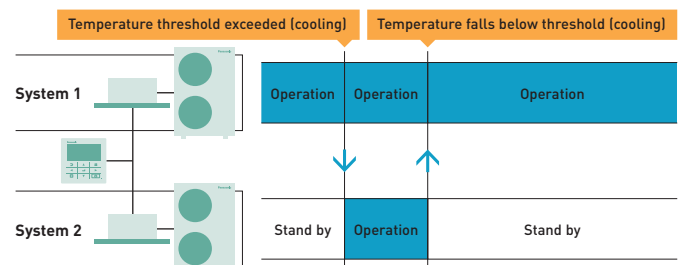 Temperature threshold exceeded (cooling) Temperature falls below threshold (cooling)
System 1 Operation Operation Operation
System 2 Stand by Operation Stand by